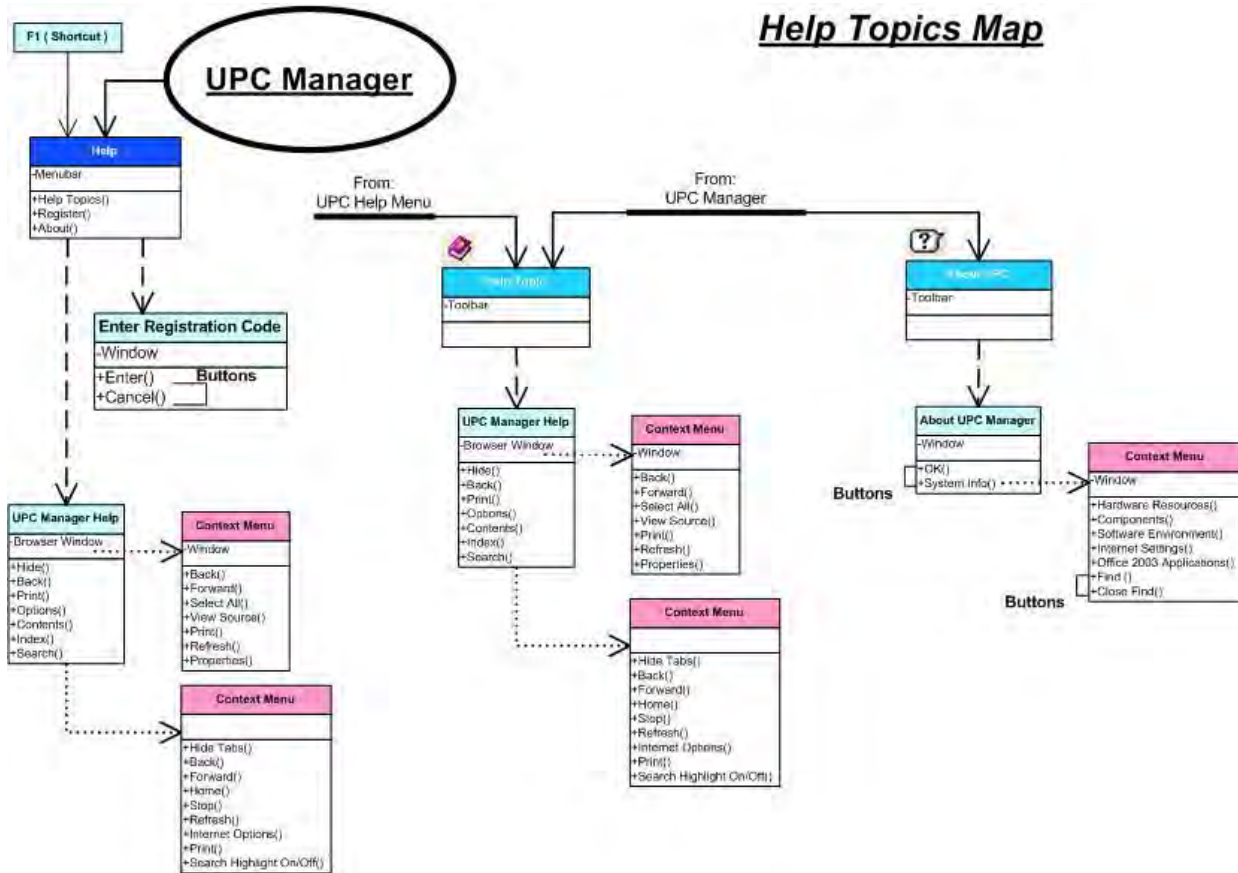 Help Topics Map
F1 ( Shortcut )
UPC Manager
Help
-Menubar
+Help Topics()
+Register()
+About()
Enter Registration Code
-Window
+Enter()
+Cancel()
Buttons
UPC Manager Help
-Browser Window
+Hide()
+Back()
+Print()
+Options()
+Contents()
+Index()
+Search()
Context Menu
-Window
+Back()
+Forward()
+Select All()
+View Source()
+Print()
+Refresh()
+Properties()
Context Menu
+Hide Tabs()
+Back()
+Forward()
+Home()
+Stop()
+Refresh()
+Internet Options()
+Print()
+Search Highlight On/Off()
From:
UPC Help Menu
From:
UPC Manager
Help Topic
-Toolbar
UPC Manager Help
-Browser Window
+Hide()
+Back()
+Print()
+Options()
+Contents()
+Index()
+Search()
Context Menu
-Window
+Back()
+Forward()
+Select All()
+View Source()
+Print()
+Refresh()
+Properties()
Context Menu
+Hide Tabs()
+Back()
+Forward()
+Home()
+Stop()
+Refresh()
+Internet Options()
+Print()
+Search Highlight On/Off()
?
About UPC
-Toolbar
About UPC Manager
-Window
+OK()
+System Info()
Buttons
Context Menu
-Window
+Hardware Resources()
+Components()
+Software Environment()
+Internet Settings()
+Office 2003 Applications()
+Find ()
+Close Find()
Buttons